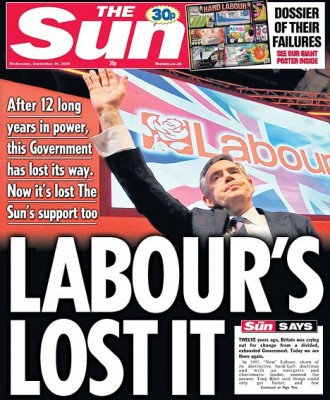 THE
Sun
30p
Wednesday, September 30, 2009
30p
thesun.co.uk
HARD LABOUR
DOSSIER
OF THEIR
FAILURES
SEE OUR GIANT
POSTER INSIDE
After 12 long
years in power,
this Government
has lost its way.
Now it's lost The
Sun's support too
Labour
LABOUR'S
LOST IT
THE Sun SAYS
TWELVE years ago, Britain was crying
out for change from a divided,
exhausted Government. Today we are
there again.
In 1997, "New" Labour, shorn of
its destructive hard-Left doctrines
and with an energetic and
charismatic leader, seemed the
answer. Tony Blair said things could
only get better, and few
Continued on Page Two